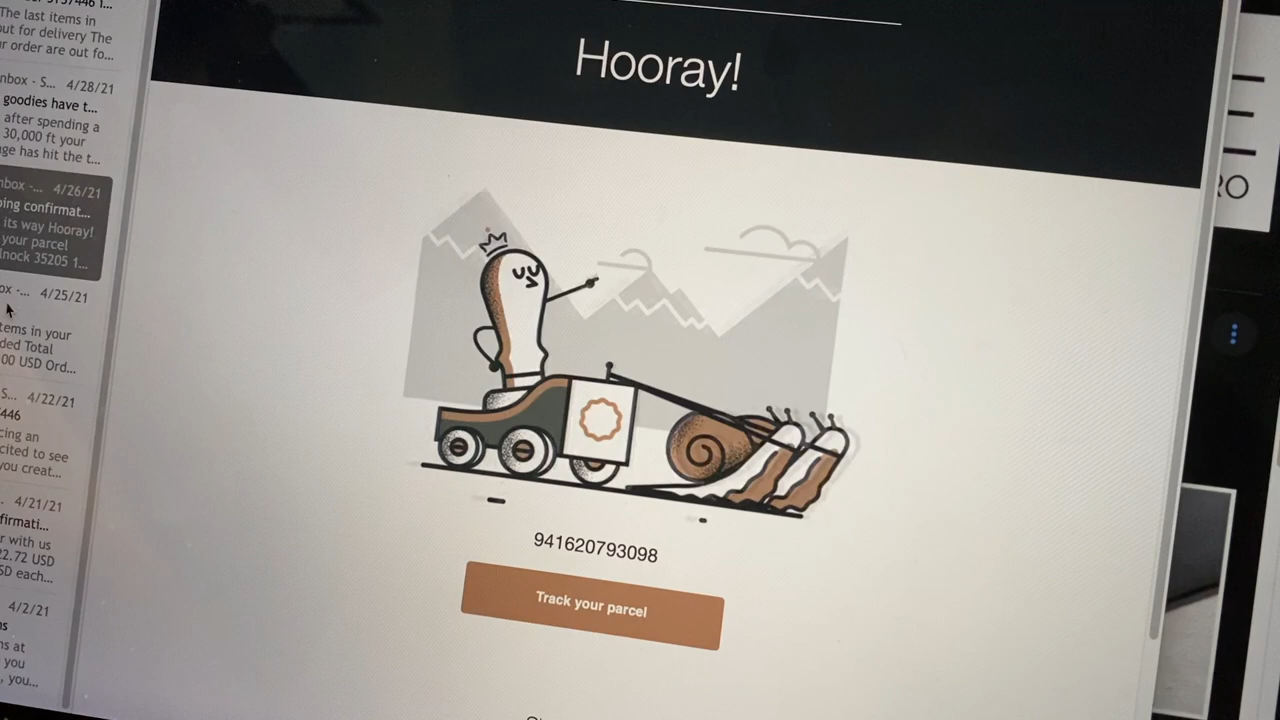 The last items in
out for delivery The
r order are out fo...
nbox - S... 4/28/21
goodies have t...
after spending a
30,000 ft your
ge has hit the t...
nbox -... 4/26/21
ping confirmat...
its way Hooray!
your parcel
lnock 35205 1...
ox -... 4/25/21
tems in your
ded Total
00 USD Ord...
S... 4/22/21
446
cing an
cited to see
you creat...
4/21/21
firmati...
r with us
22.72 USD
SD each...
4/2/21
ns at
you
, you...
Hooray!
941620793098
Track your parcel
RO